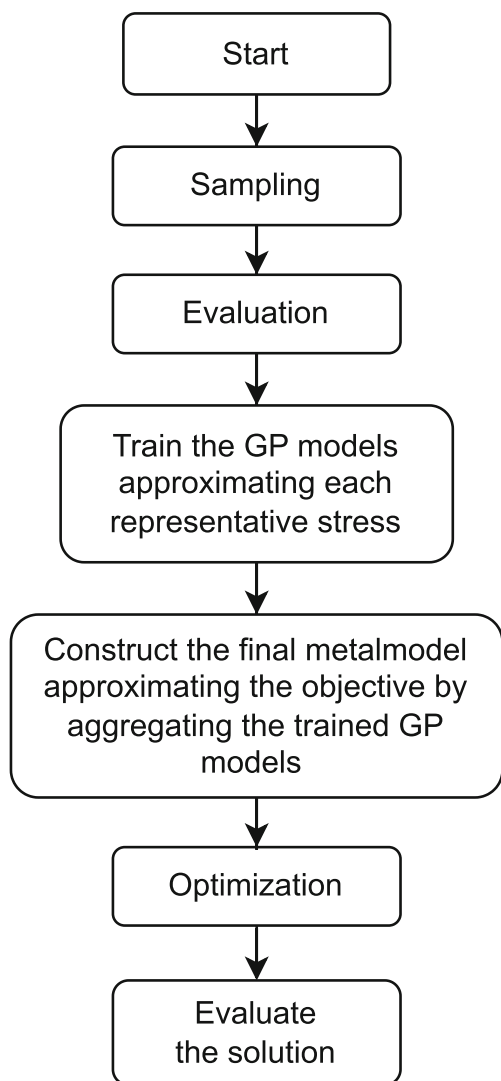 Start
Sampling
Evaluation
Train the GP models
approximating each
representative stress
Construct the final metalmodel
approximating the objective by
aggregating the trained GP
models
Optimization
Evaluate
the solution